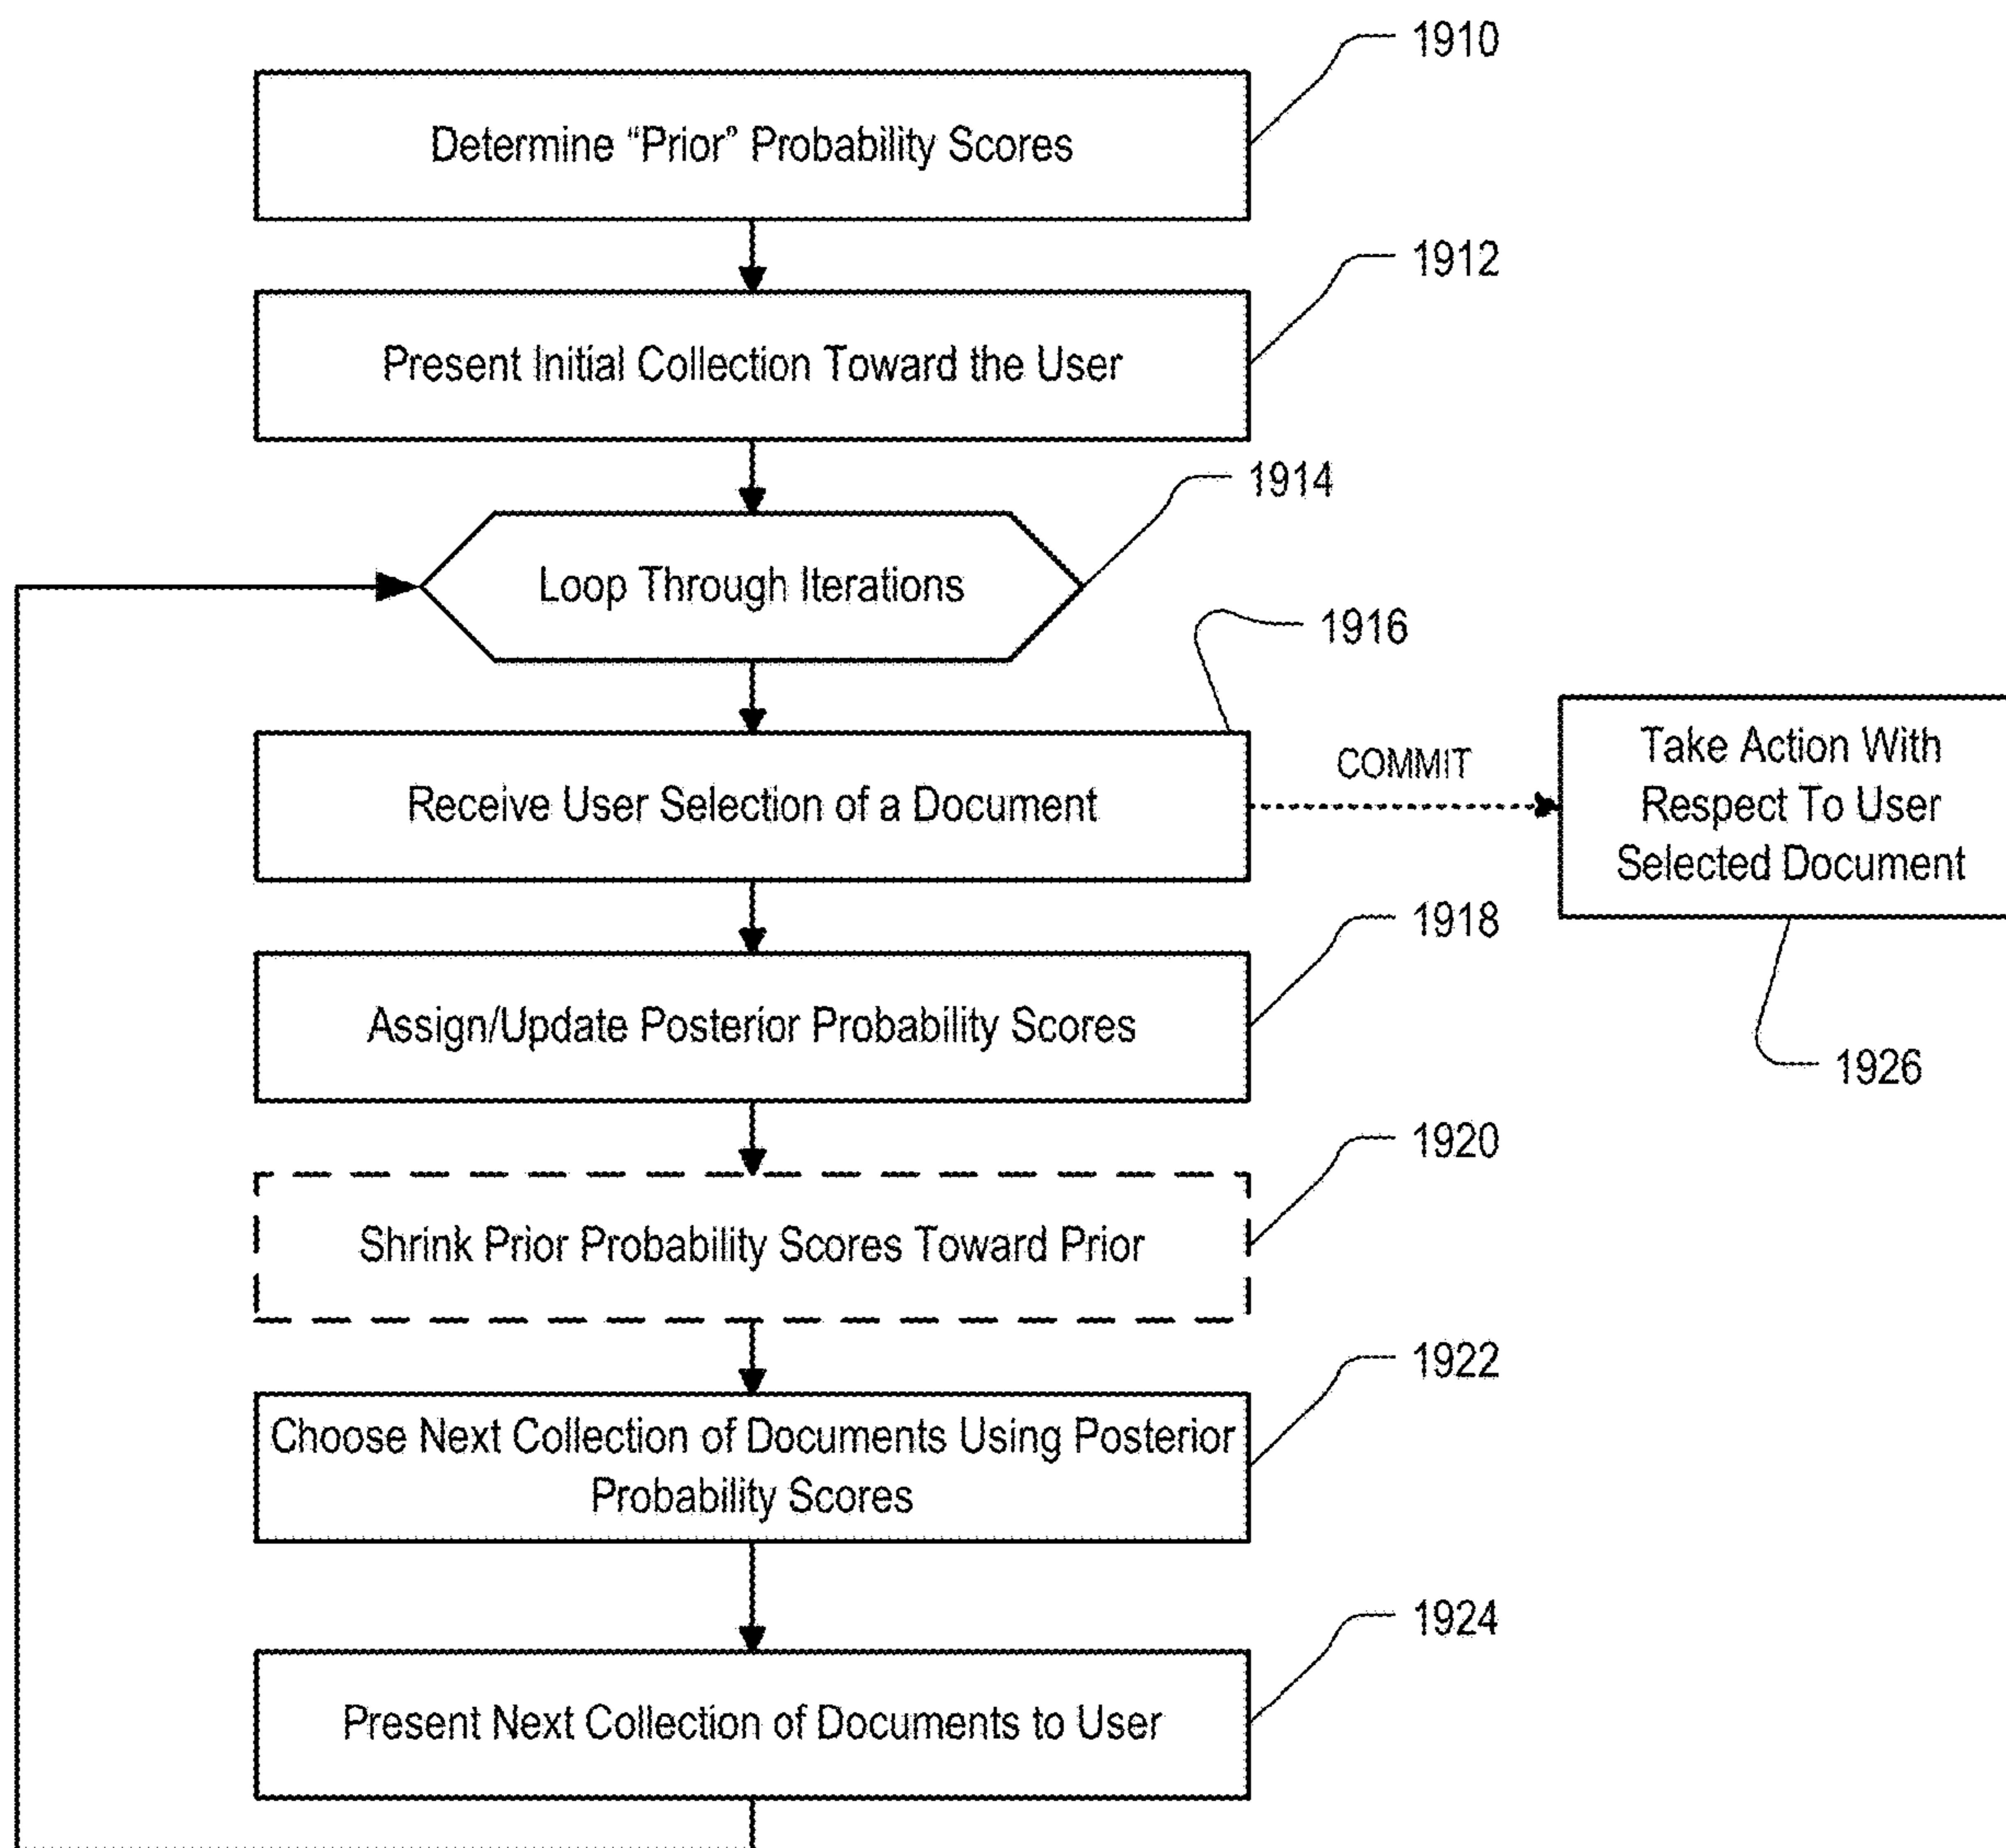 1910
Determine “Prior” Probability Scores
1912
Present Initial Collection Toward the User
1914
Loop Through Iterations
1916
Receive User Selection of a Document
COMMIT
Take Action With
Respect To User
Selected Document
1918
Assign/Update Posterior Probability Scores
1926
1920
Shrink Prior Probability Scores Toward Prior
1922
Choose Next Collection of Documents Using Posterior
Probability Scores
1924
Present Next Collection of Documents to User